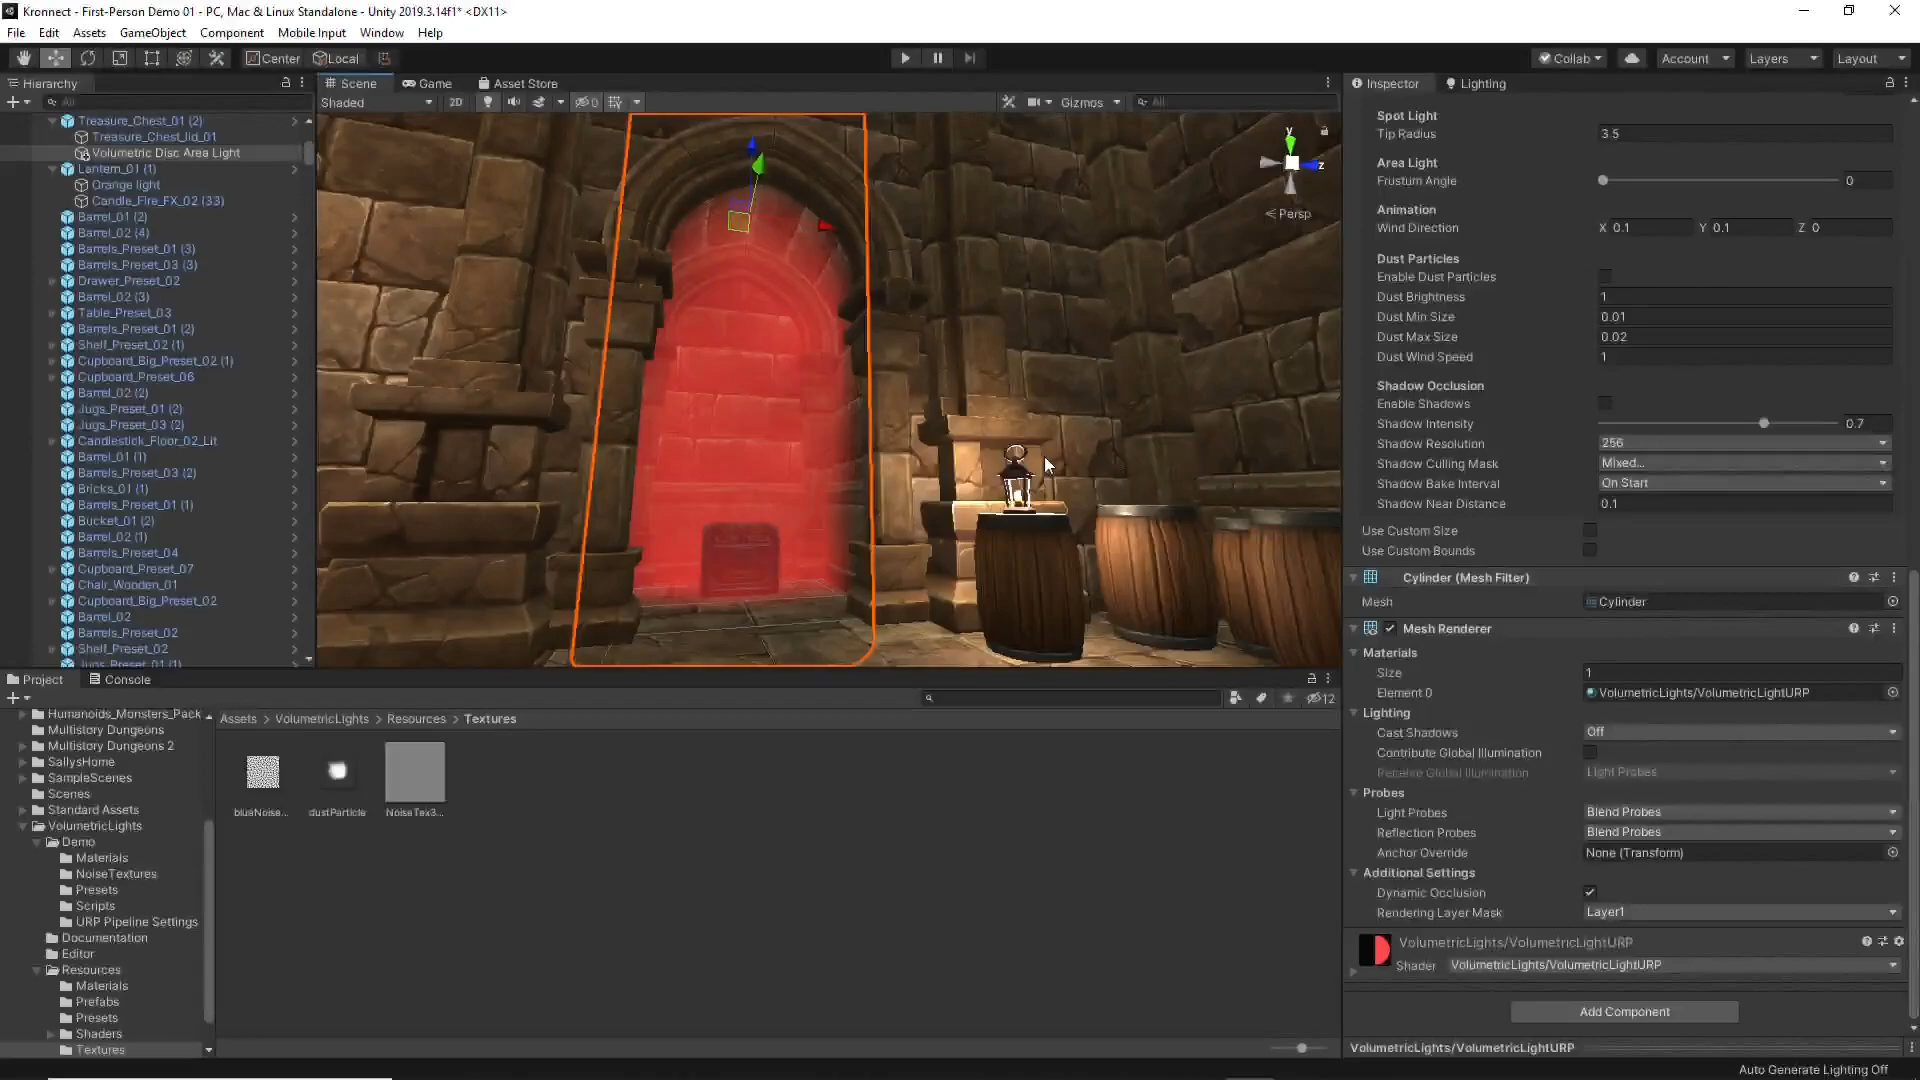 Kronnect - First-Person Demo 01 - PC, Mac & Linux Standalone - Unity 2019.3.14f1* <DX11>
File Edit Assets GameObject Component Mobile Input Window Help
Center Local Collab Account Layers Layout
Hierarchy
All
Treasure_Chest_01 (2)
Treasure_Chest_lid_01
Volumetric Disc Area Light
Lantern_01 (1)
Orange light
Candle_Fire_FX_02 (33)
Barrel_01 (2)
Barrel_02 (4)
Barrels_Preset_01 (3)
Barrels_Preset_03 (3)
Drawer_Preset_02
Barrel_02 (3)
Table_Preset_03
Barrels_Preset_01 (2)
Shelf_Preset_02 (1)
Cupboard_Big_Preset_02 (1)
Cupboard_Preset_06
Barrel_02 (2)
Jugs_Preset_01 (2)
Jugs_Preset_03 (2)
Candlestick_Floor_02_Lit
Barrel_01 (1)
Barrels_Preset_03 (2)
Bricks_01 (1)
Barrels_Preset_01 (1)
Bucket_01 (2)
Barrel_02 (1)
Barrels_Preset_04
Cupboard_Preset_07
Chair_Wooden_01
Cupboard_Big_Preset_02
Barrel_02
Barrels_Preset_02
Shelf_Preset_02
Jugs_Preset_01 (1)
Scene Game Asset Store
Shaded 2D 0 Gizmos All
y
z
Persp
Inspector Lighting
Spot Light
Tip Radius 3.5
Area Light
Frustum Angle 0
Animation
Wind Direction X 0.1 Y 0.1 Z 0
Dust Particles
Enable Dust Particles
Dust Brightness 1
Dust Min Size 0.01
Dust Max Size 0.02
Dust Wind Speed 1
Shadow Occlusion
Enable Shadows
Shadow Intensity 0.7
Shadow Resolution 256
Shadow Culling Mask Mixed...
Shadow Bake Interval On Start
Shadow Near Distance 0.1
Use Custom Size
Use Custom Bounds
Cylinder (Mesh Filter)
Mesh Cylinder
Mesh Renderer
Materials
Size 1
Element 0 VolumetricLights/VolumetricLightURP
Lighting
Cast Shadows Off
Contribute Global Illumination
Receive Global Illumination Light Probes
Probes
Light Probes Blend Probes
Reflection Probes Blend Probes
Anchor Override None (Transform)
Additional Settings
Dynamic Occlusion
Rendering Layer Mask Layer1
VolumetricLights/VolumetricLightURP
Shader VolumetricLights/VolumetricLightURP
Add Component
VolumetricLights/VolumetricLightURP
Project Console
12
Humanoids_Monsters_Pack
Multistory Dungeons
Multistory Dungeons 2
SallysHome
SampleScenes
Scenes
Standard Assets
VolumetricLights
Demo
Materials
NoiseTextures
Presets
Scripts
URP Pipeline Settings
Documentation
Editor
Resources
Materials
Prefabs
Presets
Shaders
Textures
Assets > VolumetricLights > Resources > Textures
blueNoise... dustParticle NoiseTex3...
Auto Generate Lighting Off